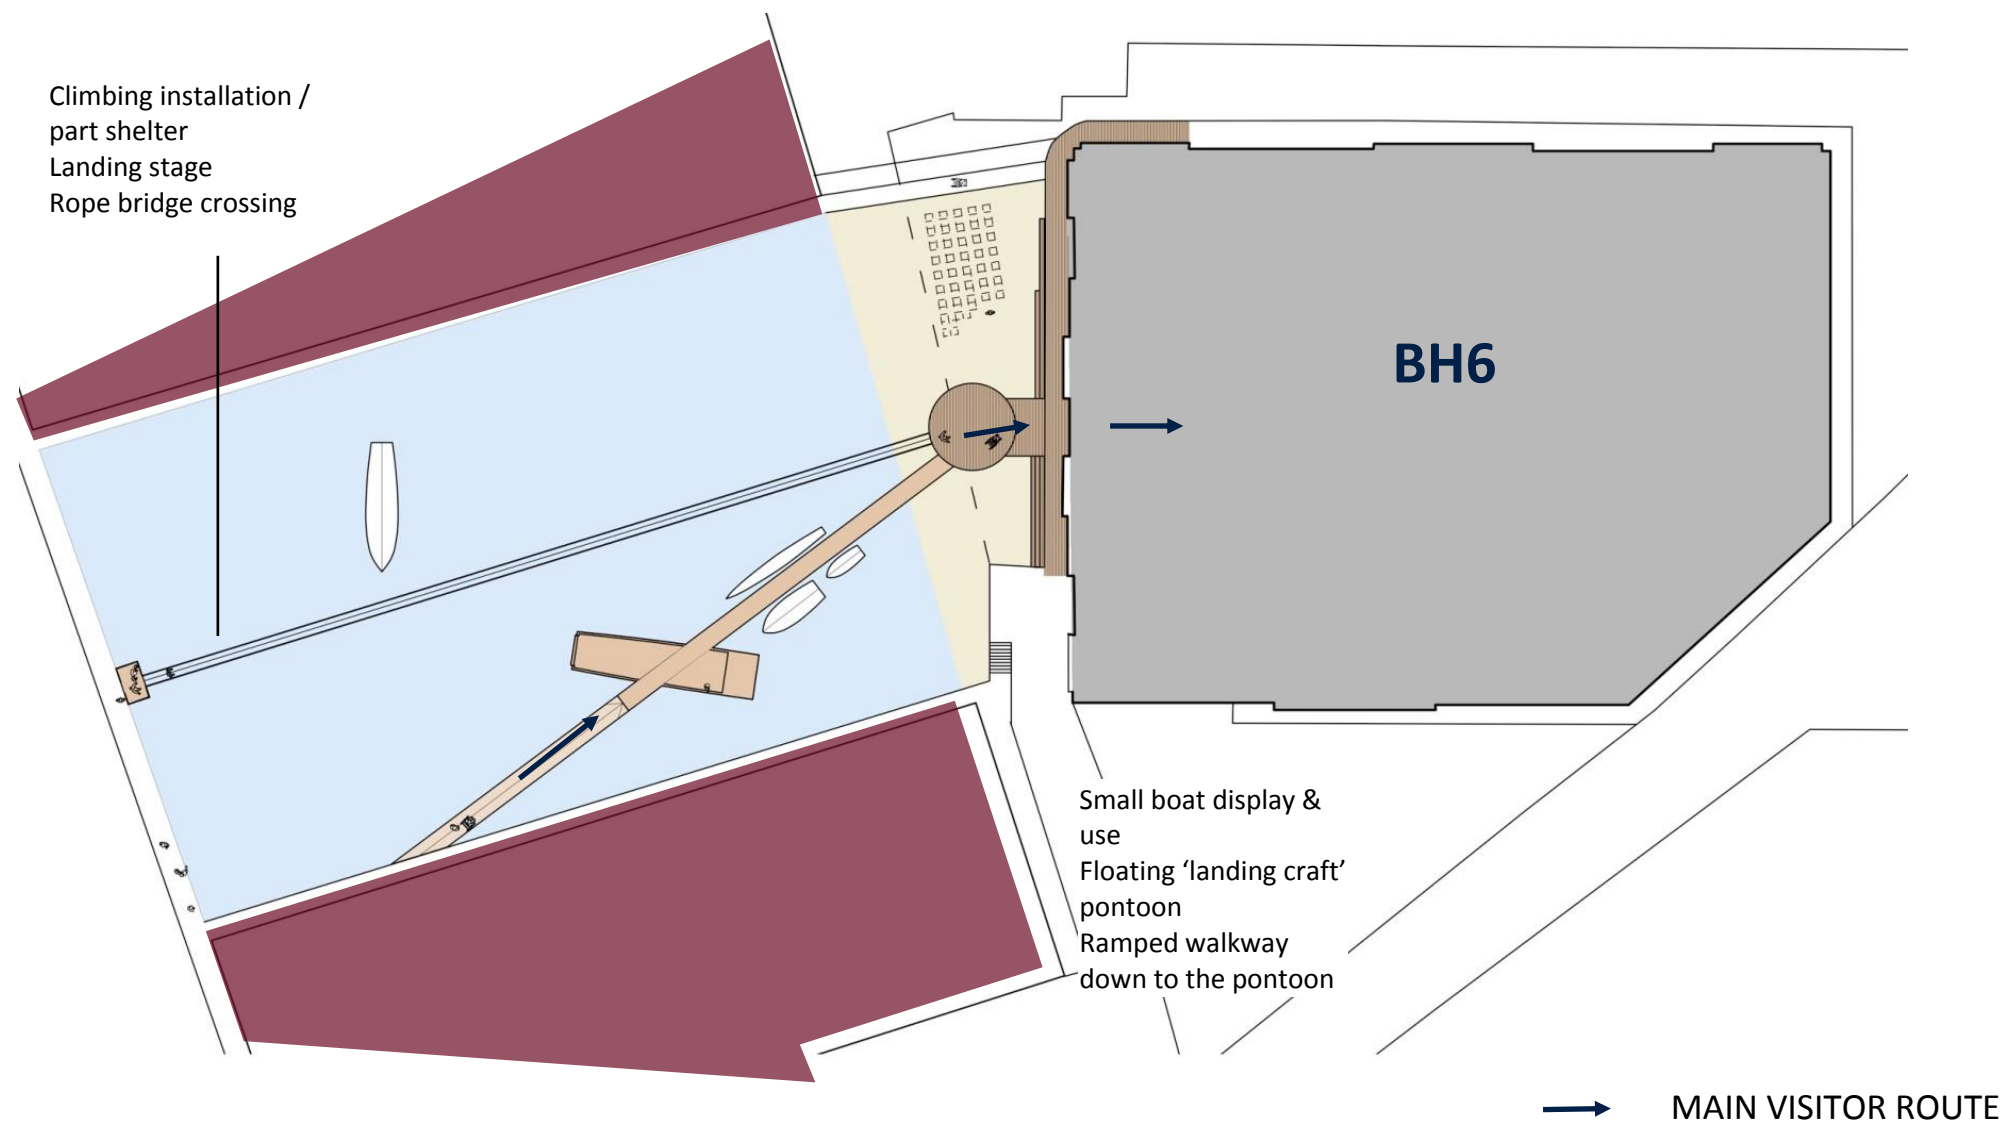 Climbing installation /
part shelter
Landing stage
Rope bridge crossing
BH6
Small boat display &
use
Floating ‘landing craft’
pontoon
Ramped walkway
down to the pontoon
MAIN VISITOR ROUTE